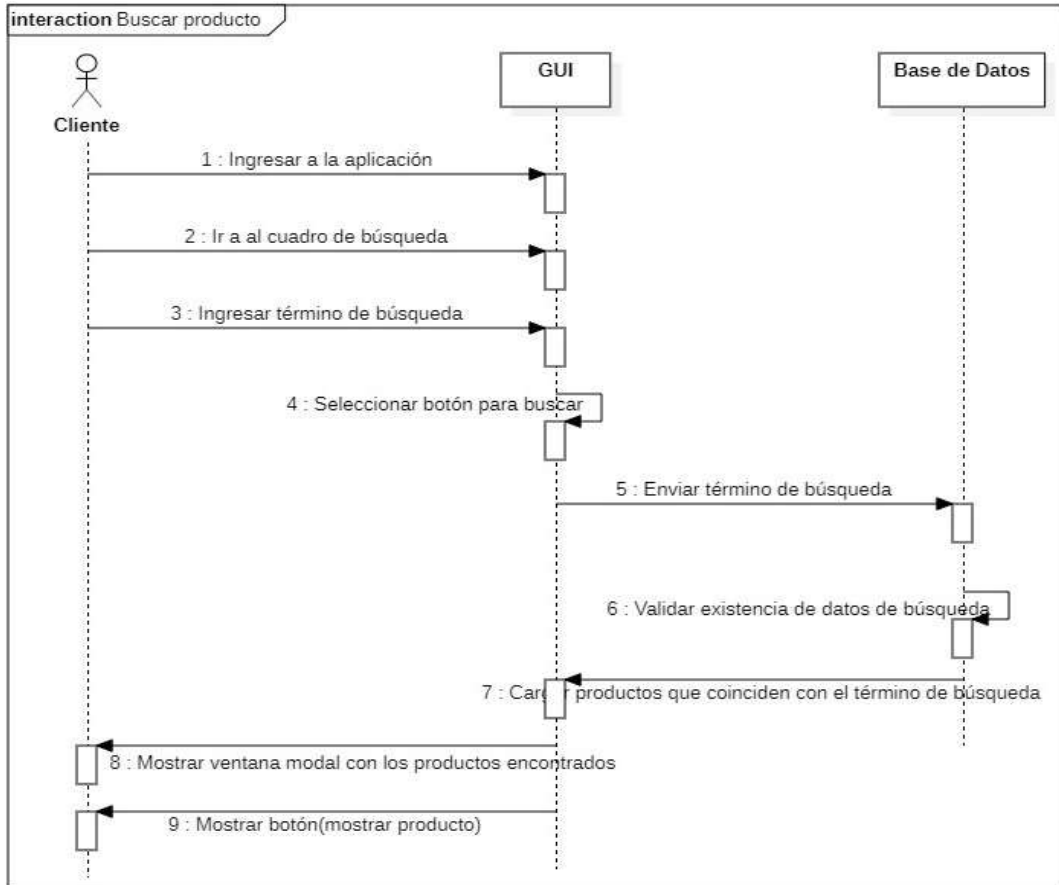 interaction Buscar producto
GUI
Base de Datos
Cliente
1 : Ingresar a la aplicación
2 : Ir a al cuadro de búsqueda
3 : Ingresar término de búsqueda
4 : Seleccionar botón para buscar
5 : Enviar término de búsqueda
6 : Validar existencia de datos de búsqueda
7 : Cargar productos que coinciden con el término de búsqueda
8 : Mostrar ventana modal con los productos encontrados
9 : Mostrar botón(mostrar producto)